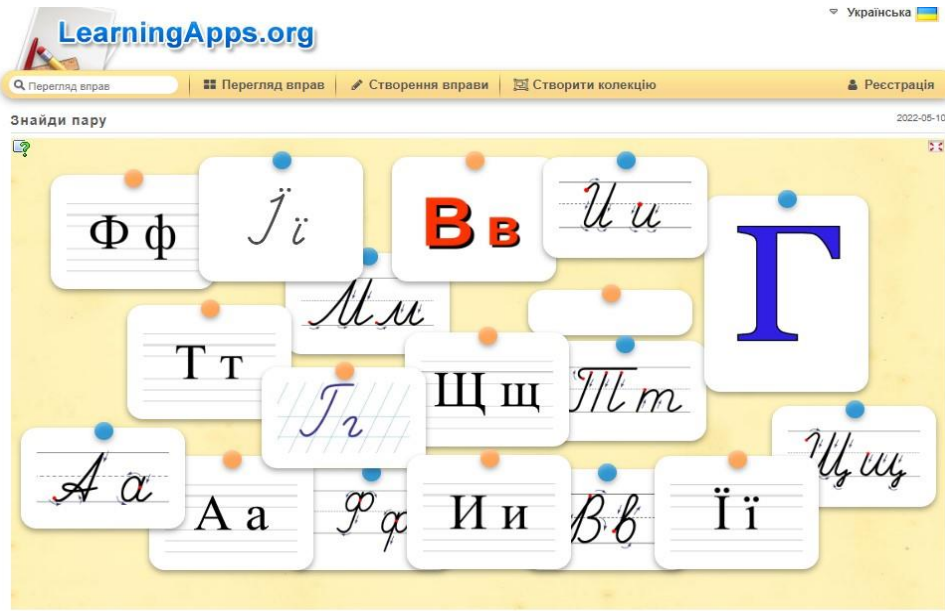 Українська
LearningApps.org
Перегляд вправ
Перегляд вправ
Створення вправи
Створити колекцію
Реєстрація
Знайди пару
2022-05-10
Ф ф
Ї ї
В в
И и
Г
М м
Т т
Г г
Щ щ
Т т
А а
А а
Ф ф
И и
В в
Ї ї
Щ щ